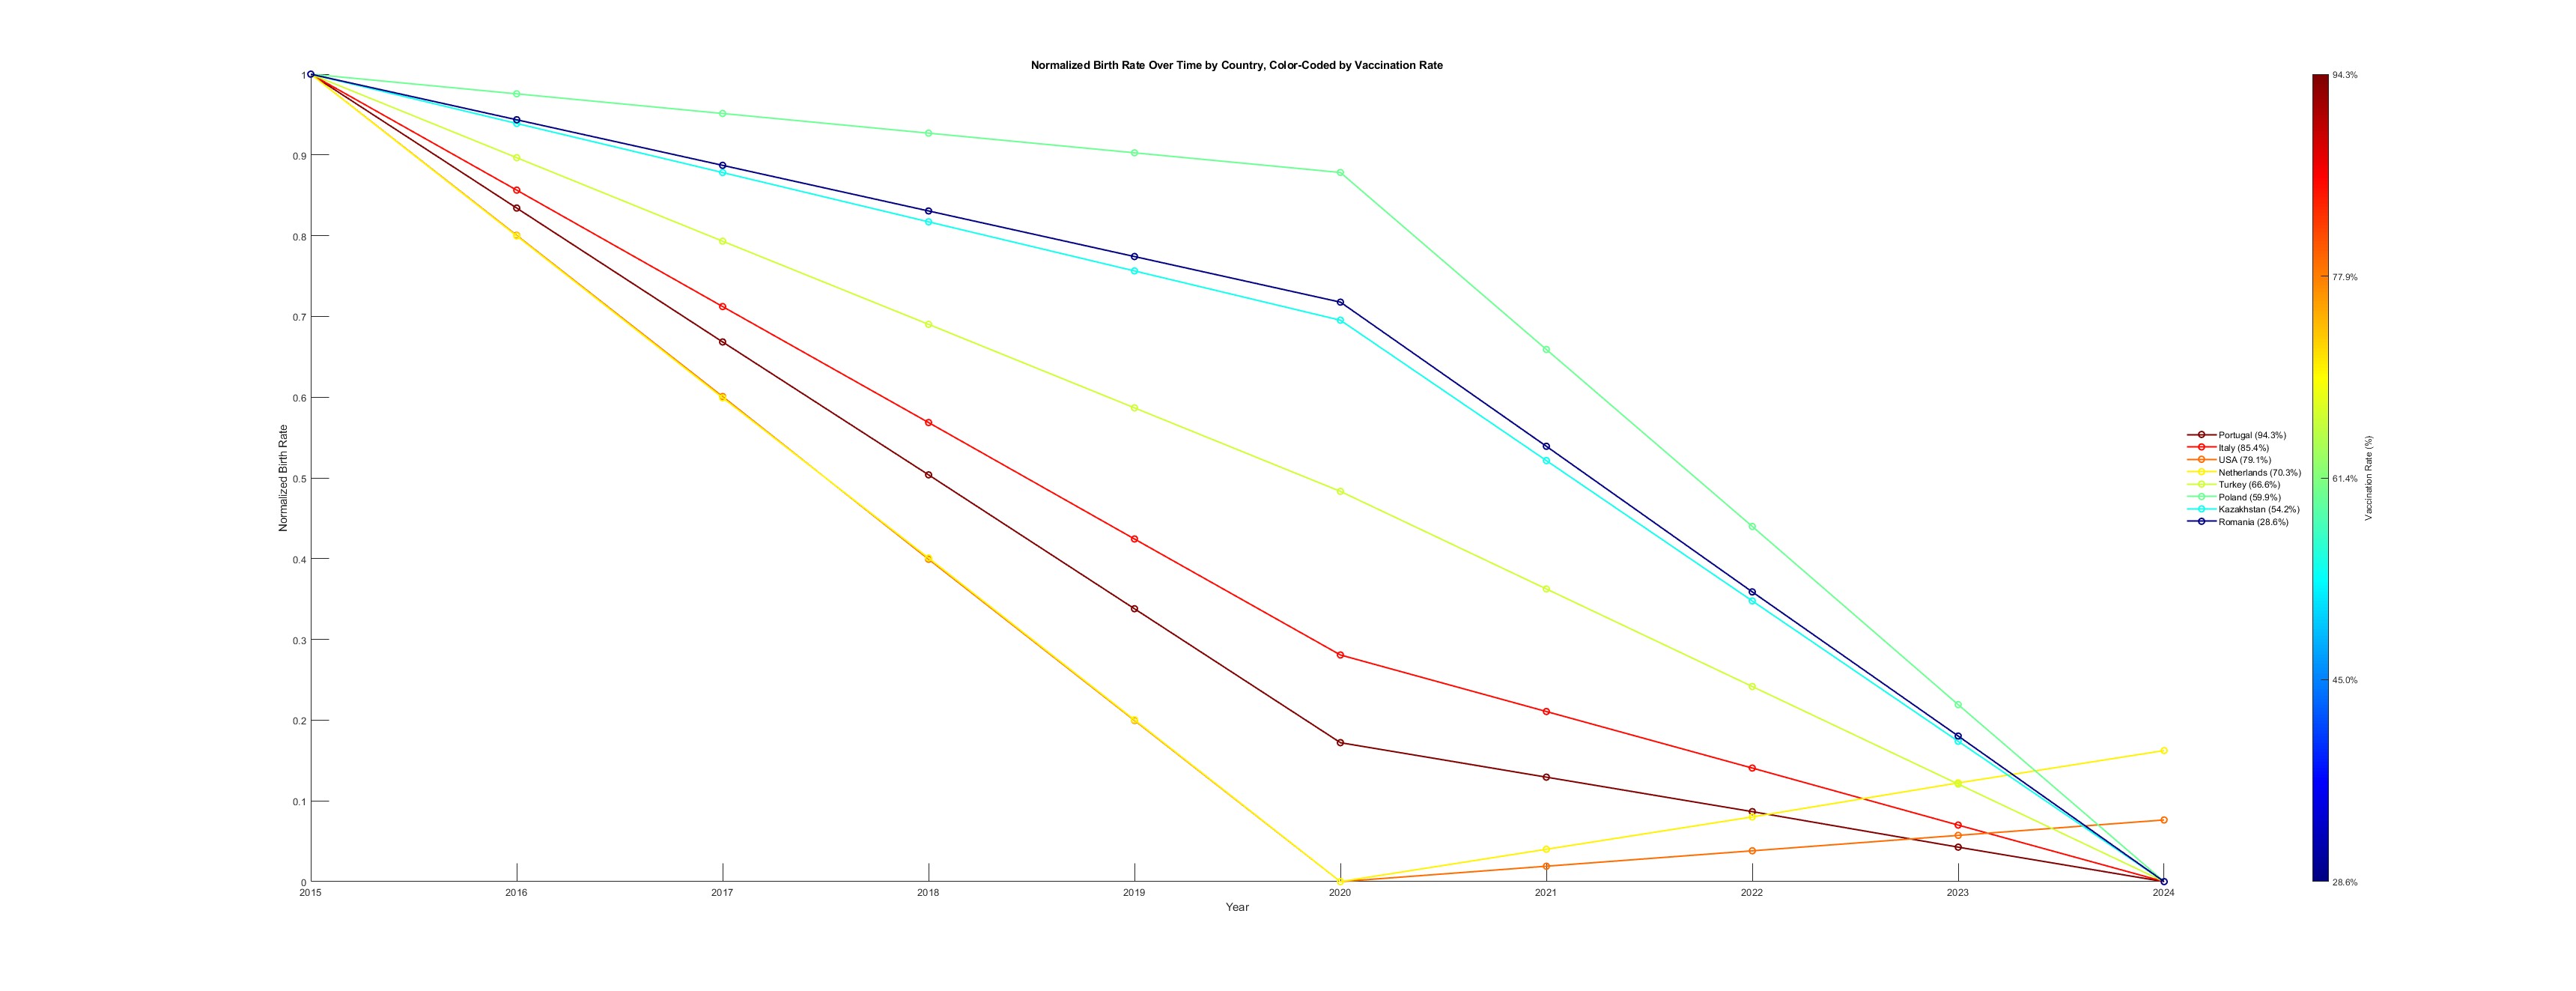 Normalized Birth Rate Over Time by Country, Color-Coded by Vaccination Rate
1
0.9
0.8
0.7
0.6
0.5
0.4
0.3
0.2
0.1
0
Normalized Birth Rate
2015
2016
2017
2018
2019
2020
2021
2022
2023
2024
Year
Portugal (94.3%)
Italy (85.4%)
USA (79.1%)
Netherlands (70.3%)
Turkey (66.6%)
Poland (59.9%)
Kazakhstan (54.2%)
Romania (28.6%)
94.3%
77.9%
61.4%
45.0%
28.6%
Vaccination Rate (%)